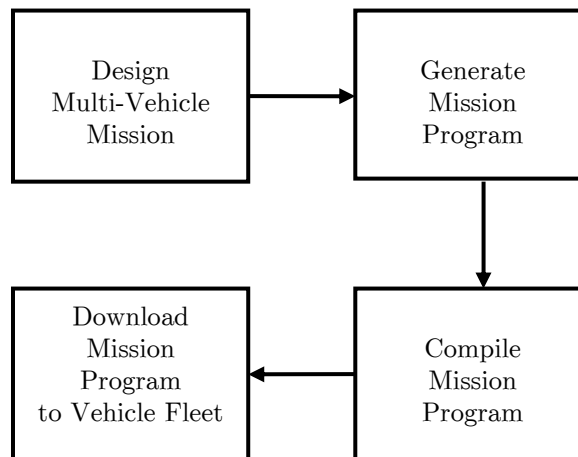 Design
Multi-Vehicle
Mission
Generate
Mission
Program
Compile
Mission
Program
Download
Mission
Program
to Vehicle Fleet